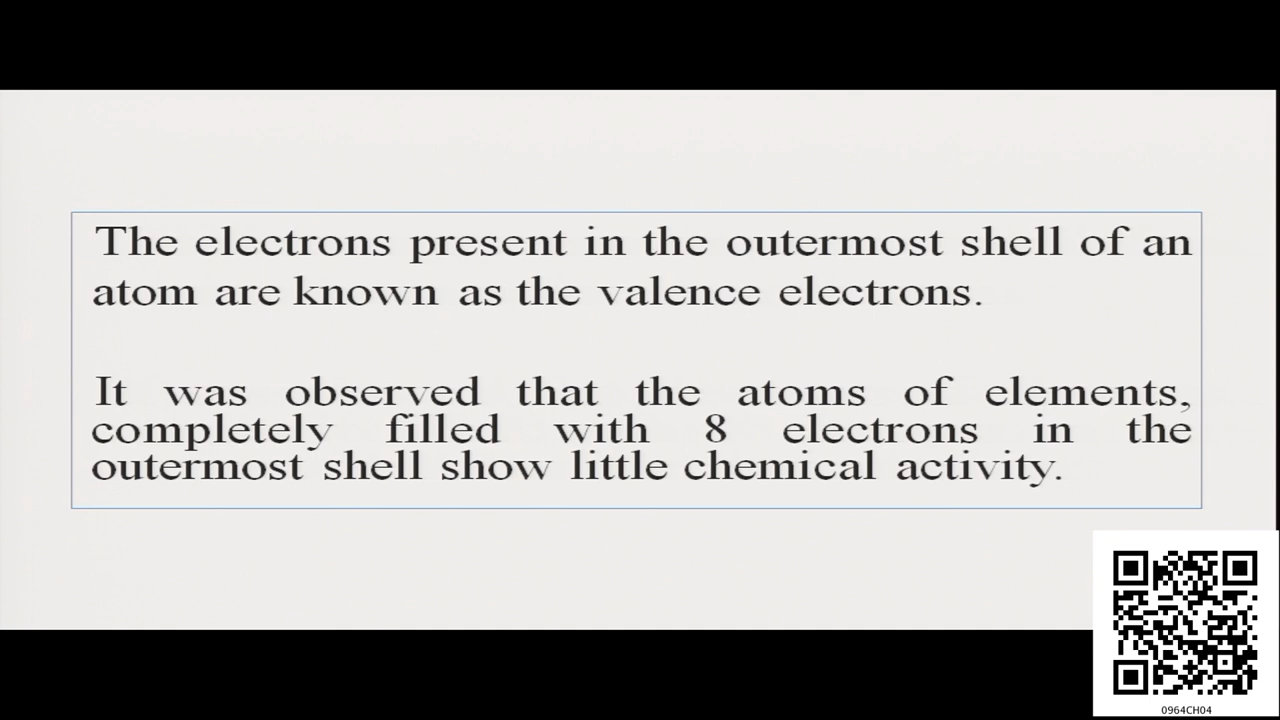 The electrons present in the outermost shell of an
atom are known as the valence electrons.
It was observed that the atoms of elements,
completely filled with 8 electrons in the
outermost shell show little chemical activity.
0964CH04